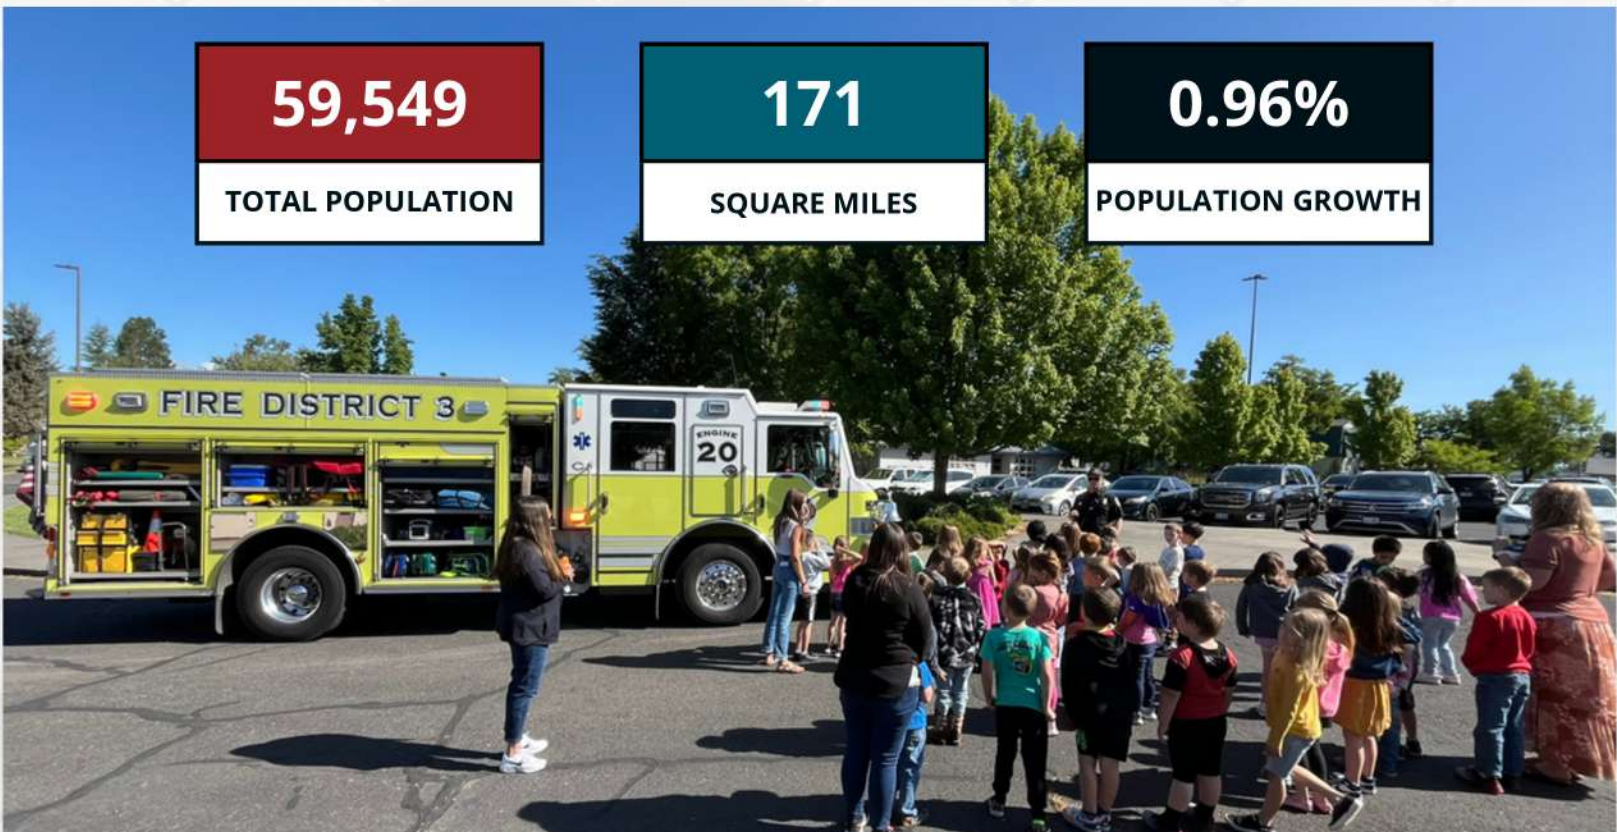 59,549
TOTAL POPULATION
171
SQUARE MILES
0.96%
POPULATION GROWTH
FIRE DISTRICT 3
ENGINE
20